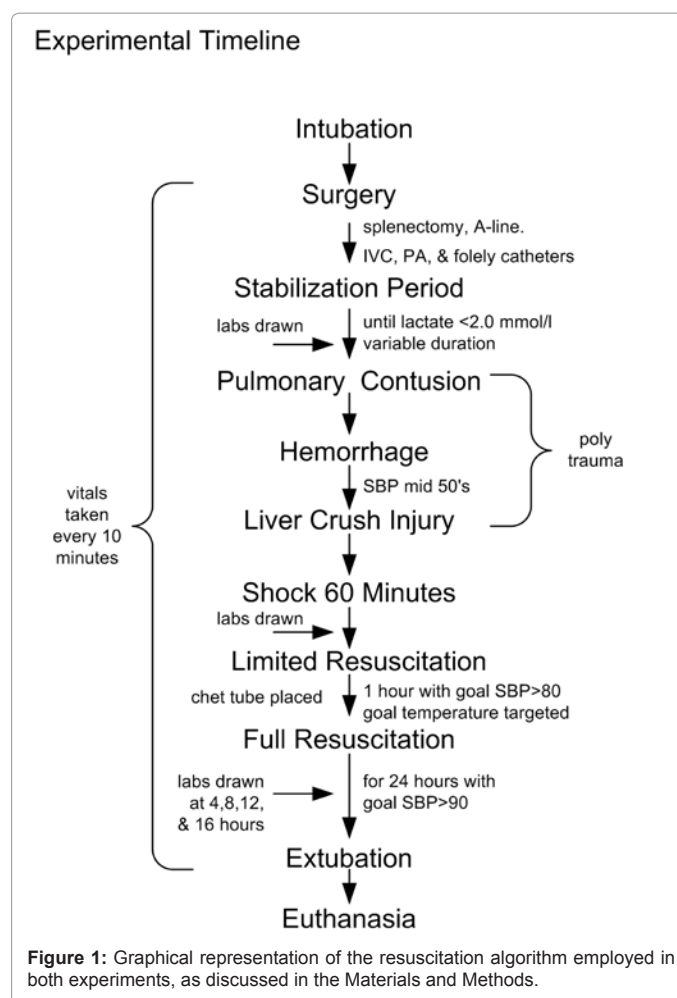 Experimental Timeline
Intubation
Surgery
splenectomy, A-line.
IVC, PA, & folely catheters
Stabilization Period
labs drawn
until lactate <2.0 mmol/l
variable duration
Pulmonary Contusion
Hemorrhage
poly
trauma
SBP mid 50's
vitals
taken
every 10
minutes
Liver Crush Injury
Shock 60 Minutes
labs drawn
Limited Resuscitation
chet tube placed
1 hour with goal SBP>80
goal temperature targeted
Full Resuscitation
labs drawn
at 4,8,12,
& 16 hours
for 24 hours with
goal SBP>90
Extubation
Euthanasia
Figure 1: Graphical representation of the resuscitation algorithm employed in
both experiments, as discussed in the Materials and Methods.